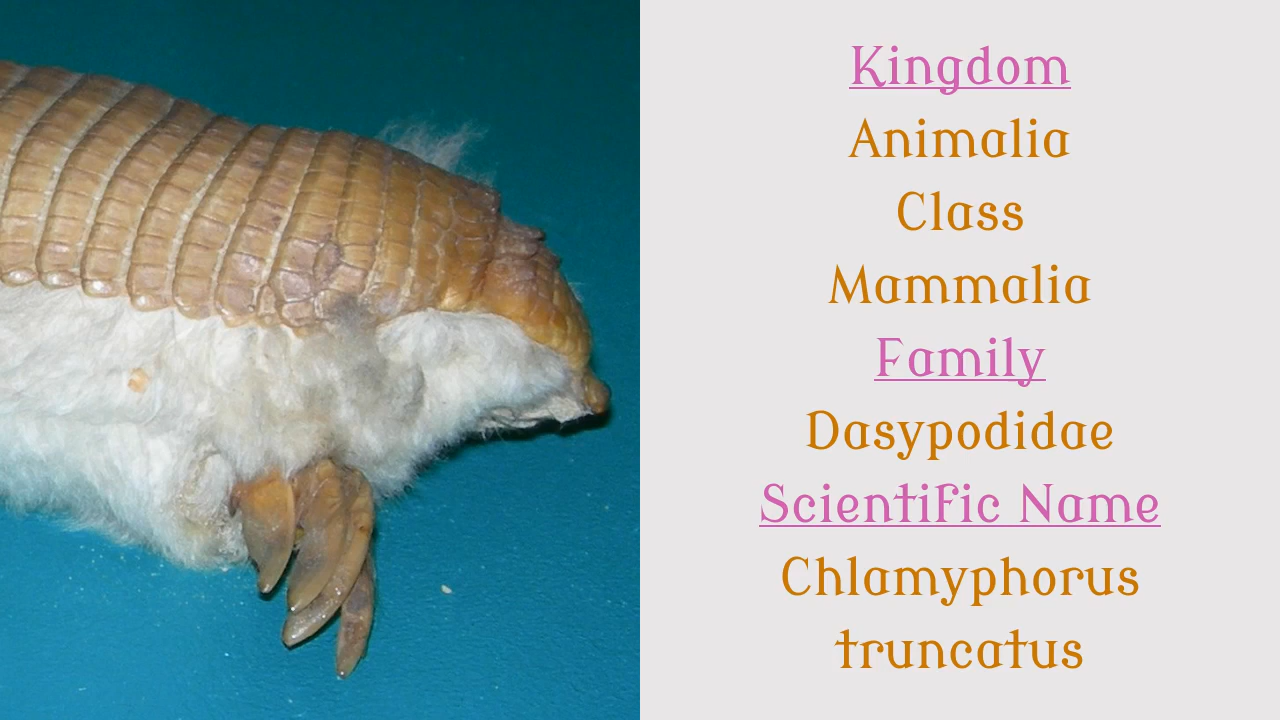 Kingdom
Animalia
Class
Mammalia
Family
Dasypodidae
Scientific Name
Chlamyphorus
truncatus